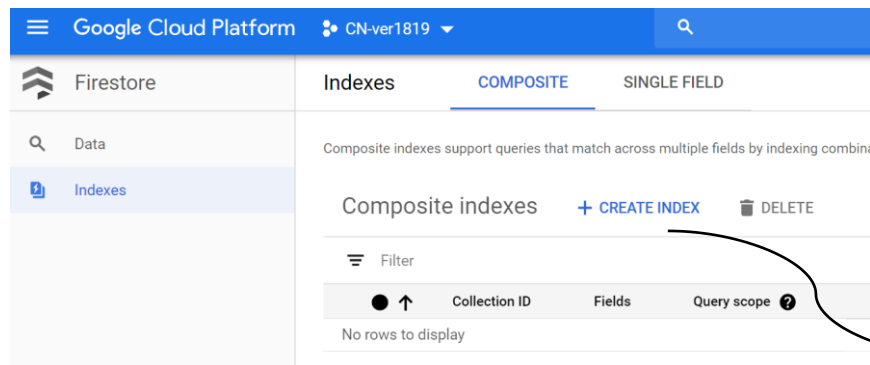 Google Cloud Platform CN-ver1819
Firestore
Data
Indexes
Indexes COMPOSITE SINGLE FIELD
Composite indexes support queries that match across multiple fields by indexing combina
Composite indexes + CREATE INDEX DELETE
Filter
Collection ID Fields Query scope ?
No rows to display